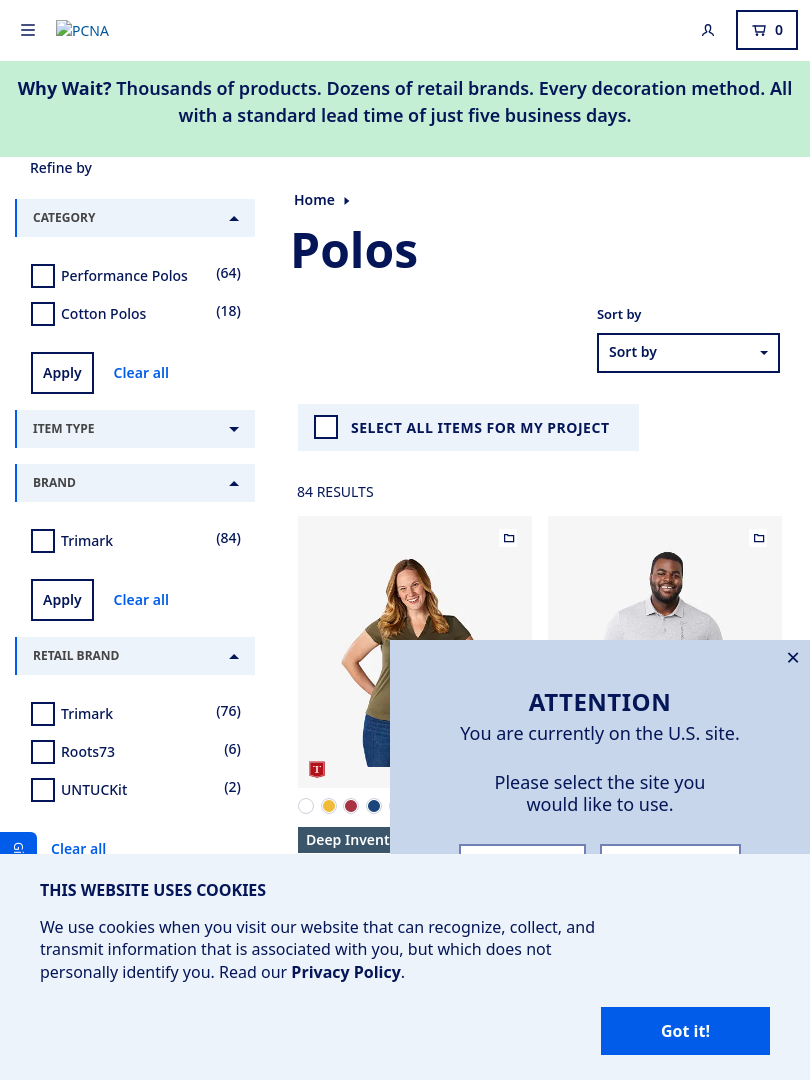 PCNA
0
Why Wait? Thousands of products. Dozens of retail brands. Every decoration method. All
with a standard lead time of just five business days.
Refine by
CATEGORY
Performance Polos (64)
Cotton Polos (18)
Apply Clear all
ITEM TYPE
BRAND
Trimark (84)
Apply Clear all
RETAIL BRAND
Trimark (76)
Roots73 (6)
UNTUCKit (2)
Clear all
Home
Polos
Sort by
Sort by
SELECT ALL ITEMS FOR MY PROJECT
84 RESULTS
T
ATTENTION
You are currently on the U.S. site.
Please select the site you
would like to use.
THIS WEBSITE USES COOKIES
We use cookies when you visit our website that can recognize, collect, and
transmit information that is associated with you, but which does not
personally identify you. Read our Privacy Policy.
Got it!